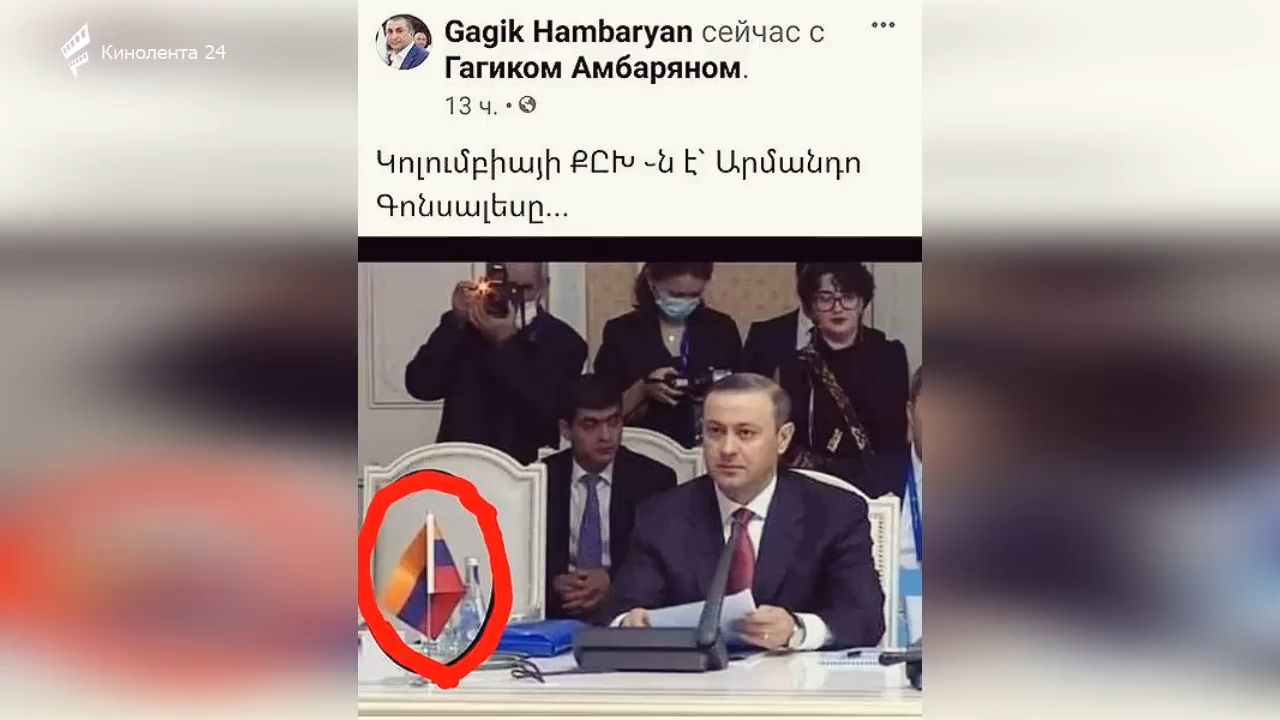 Кинолента 24
Gagik Hambaryan сейчас с
Гагиком Амбаряном.
13 ч. •
Կոլումբիայի ՔԸԽ -ն է՝ Արմանդո
Գոնսալեսը...